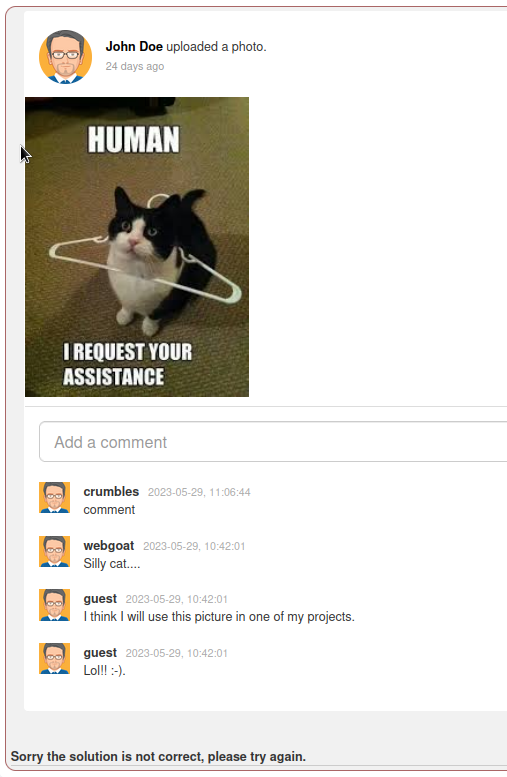 John Doe uploaded a photo.
24 days ago
HUMAN
I REQUEST YOUR
ASSISTANCE
Add a comment
crumbles 2023-05-29, 11:06:44
comment
webgoat 2023-05-29, 10:42:01
Silly cat....
guest 2023-05-29, 10:42:01
I think I will use this picture in one of my projects.
guest 2023-05-29, 10:42:01
Lol!! :-).
Sorry the solution is not correct, please try again.